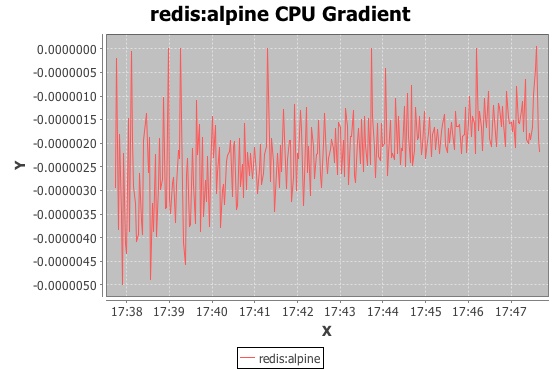 redis:alpine CPU Gradient
0.0000000
-0.0000005
-0.0000010
-0.0000015
-0.0000020
-0.0000025
-0.0000030
-0.0000035
-0.0000040
-0.0000045
-0.0000050
Y
17:38 17:39 17:40 17:41 17:42 17:43 17:44 17:45 17:46 17:47
X
redis:alpine